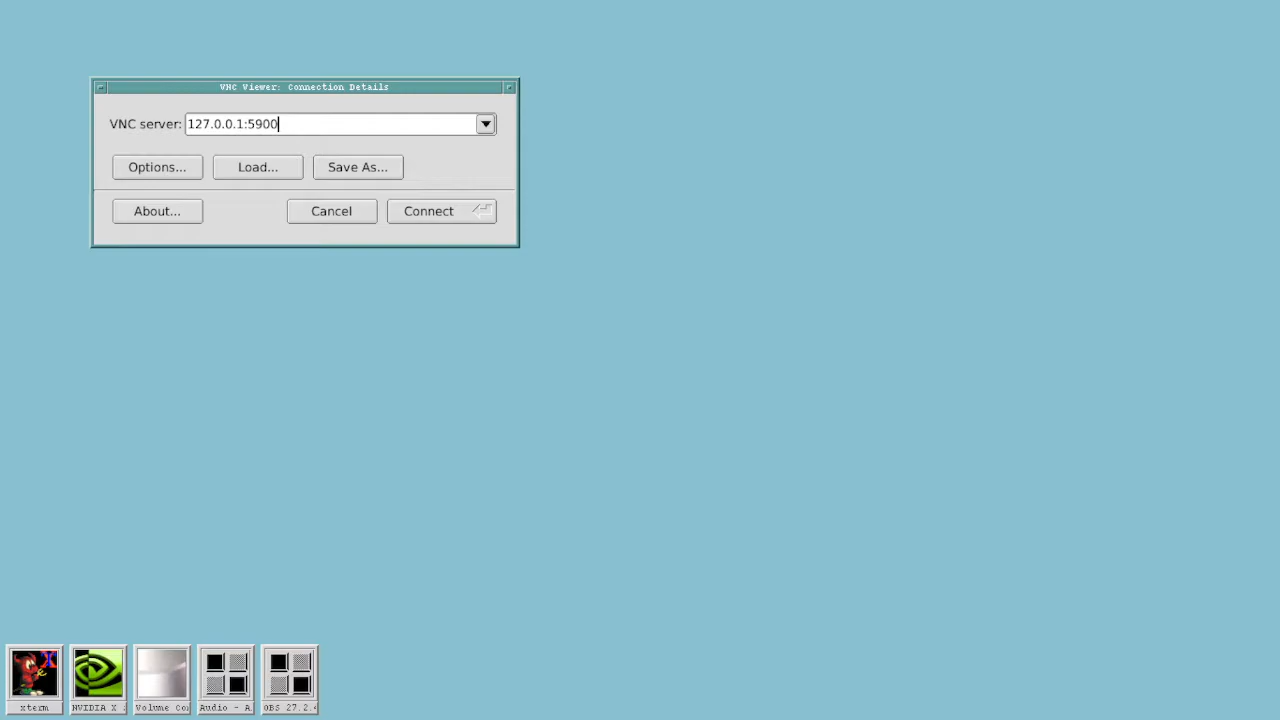 VNC Viewer: Connection Details
VNC server: 127.0.0.1:5900
Options... Load... Save As...
About... Cancel Connect
xterm NVIDIA X Volume Con Audio - A OBS 27.2.4